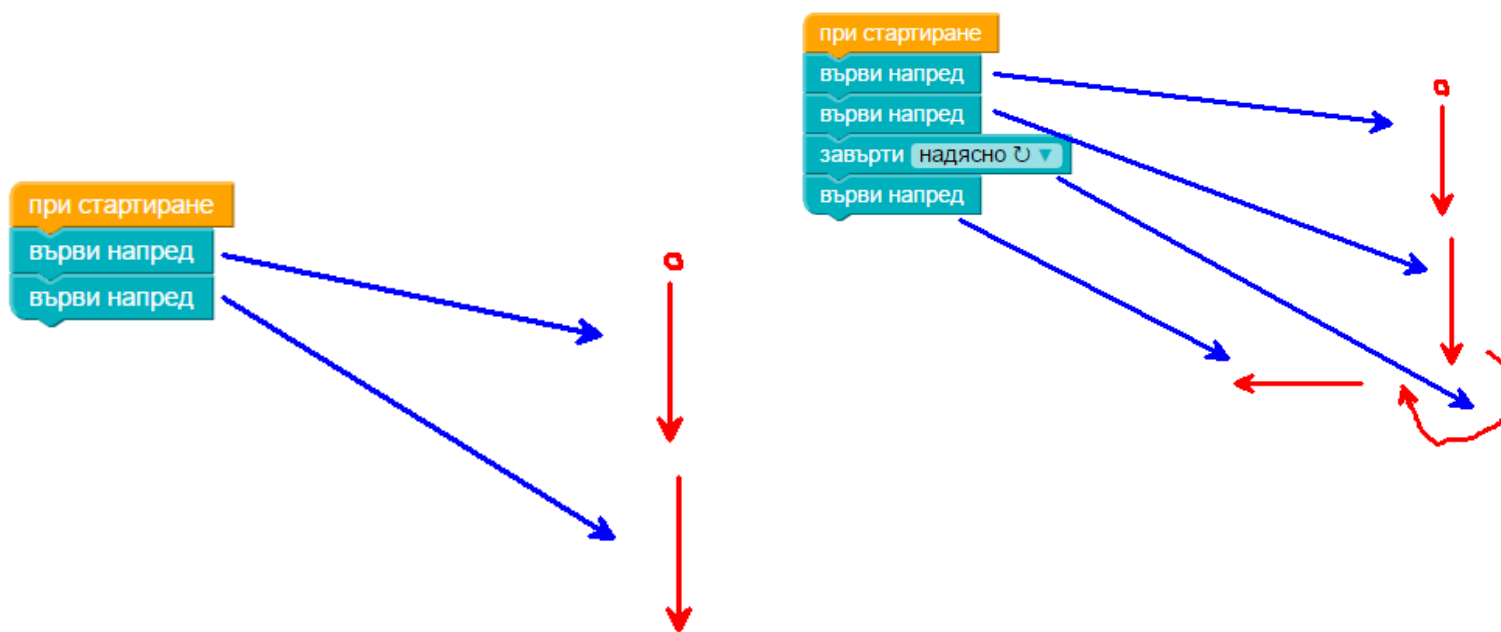 при стартиране
върви напред
върви напред
при стартиране
върви напред
върви напред
завърти надясно ↻ ▼
върви напред